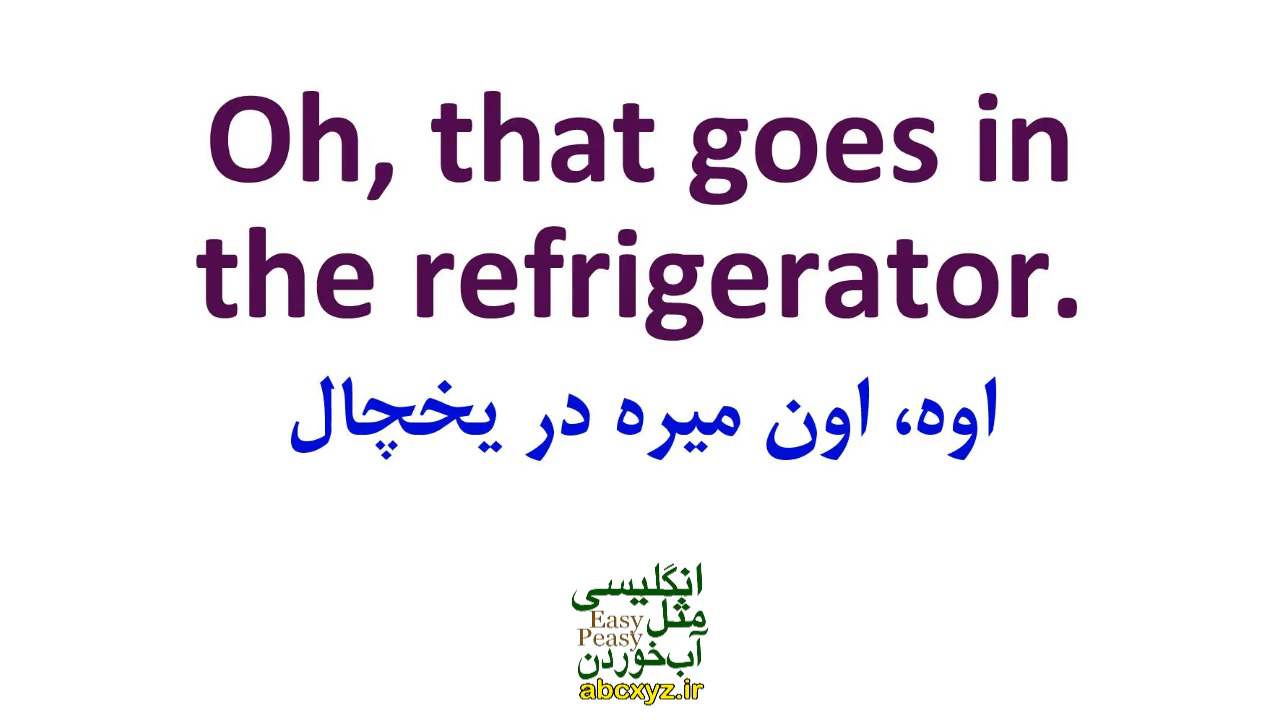 Oh, that goes in
the refrigerator.
اوه، اون میره در یخچال
انگلیسی
مثل
Easy
Peasy
آب‌خوردن
abcxyz.ir